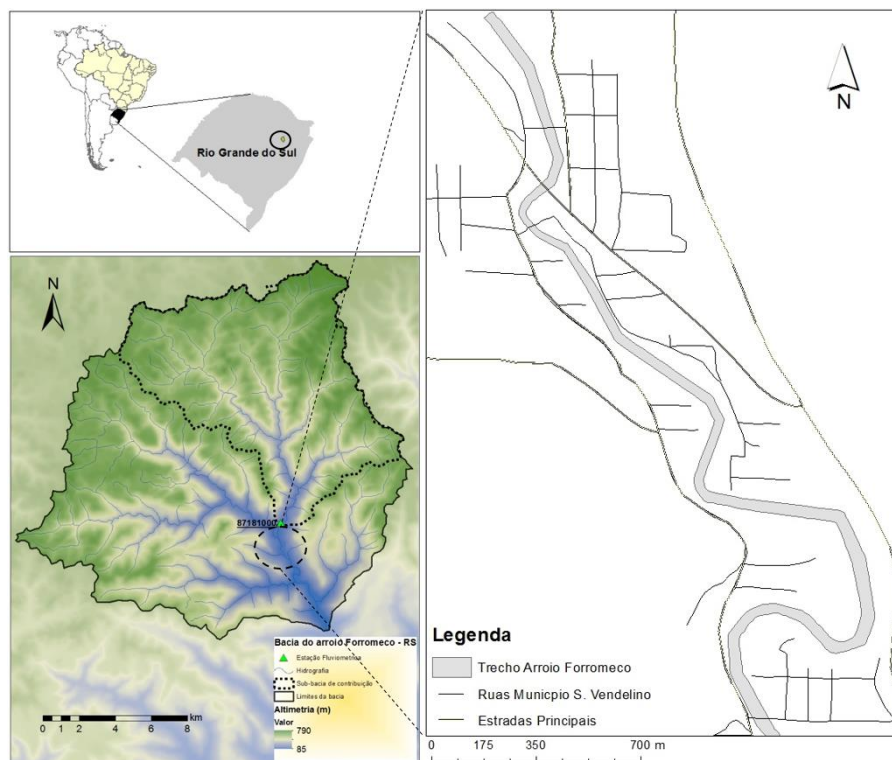 Rio Grande do Sul
N
87181000
Bacia do arroio Forromeco - RS
Estação Fluviometrica
Hidrografia
Sub-bacia de contribuição
Limites da bacia
Altimetria (m)
Valor
790
85
km
0 1 2 4 6 8
N
Legenda
Trecho Arroio Forromeco
Ruas Municpio S. Vendelino
Estradas Principais
0 175 350 700 m